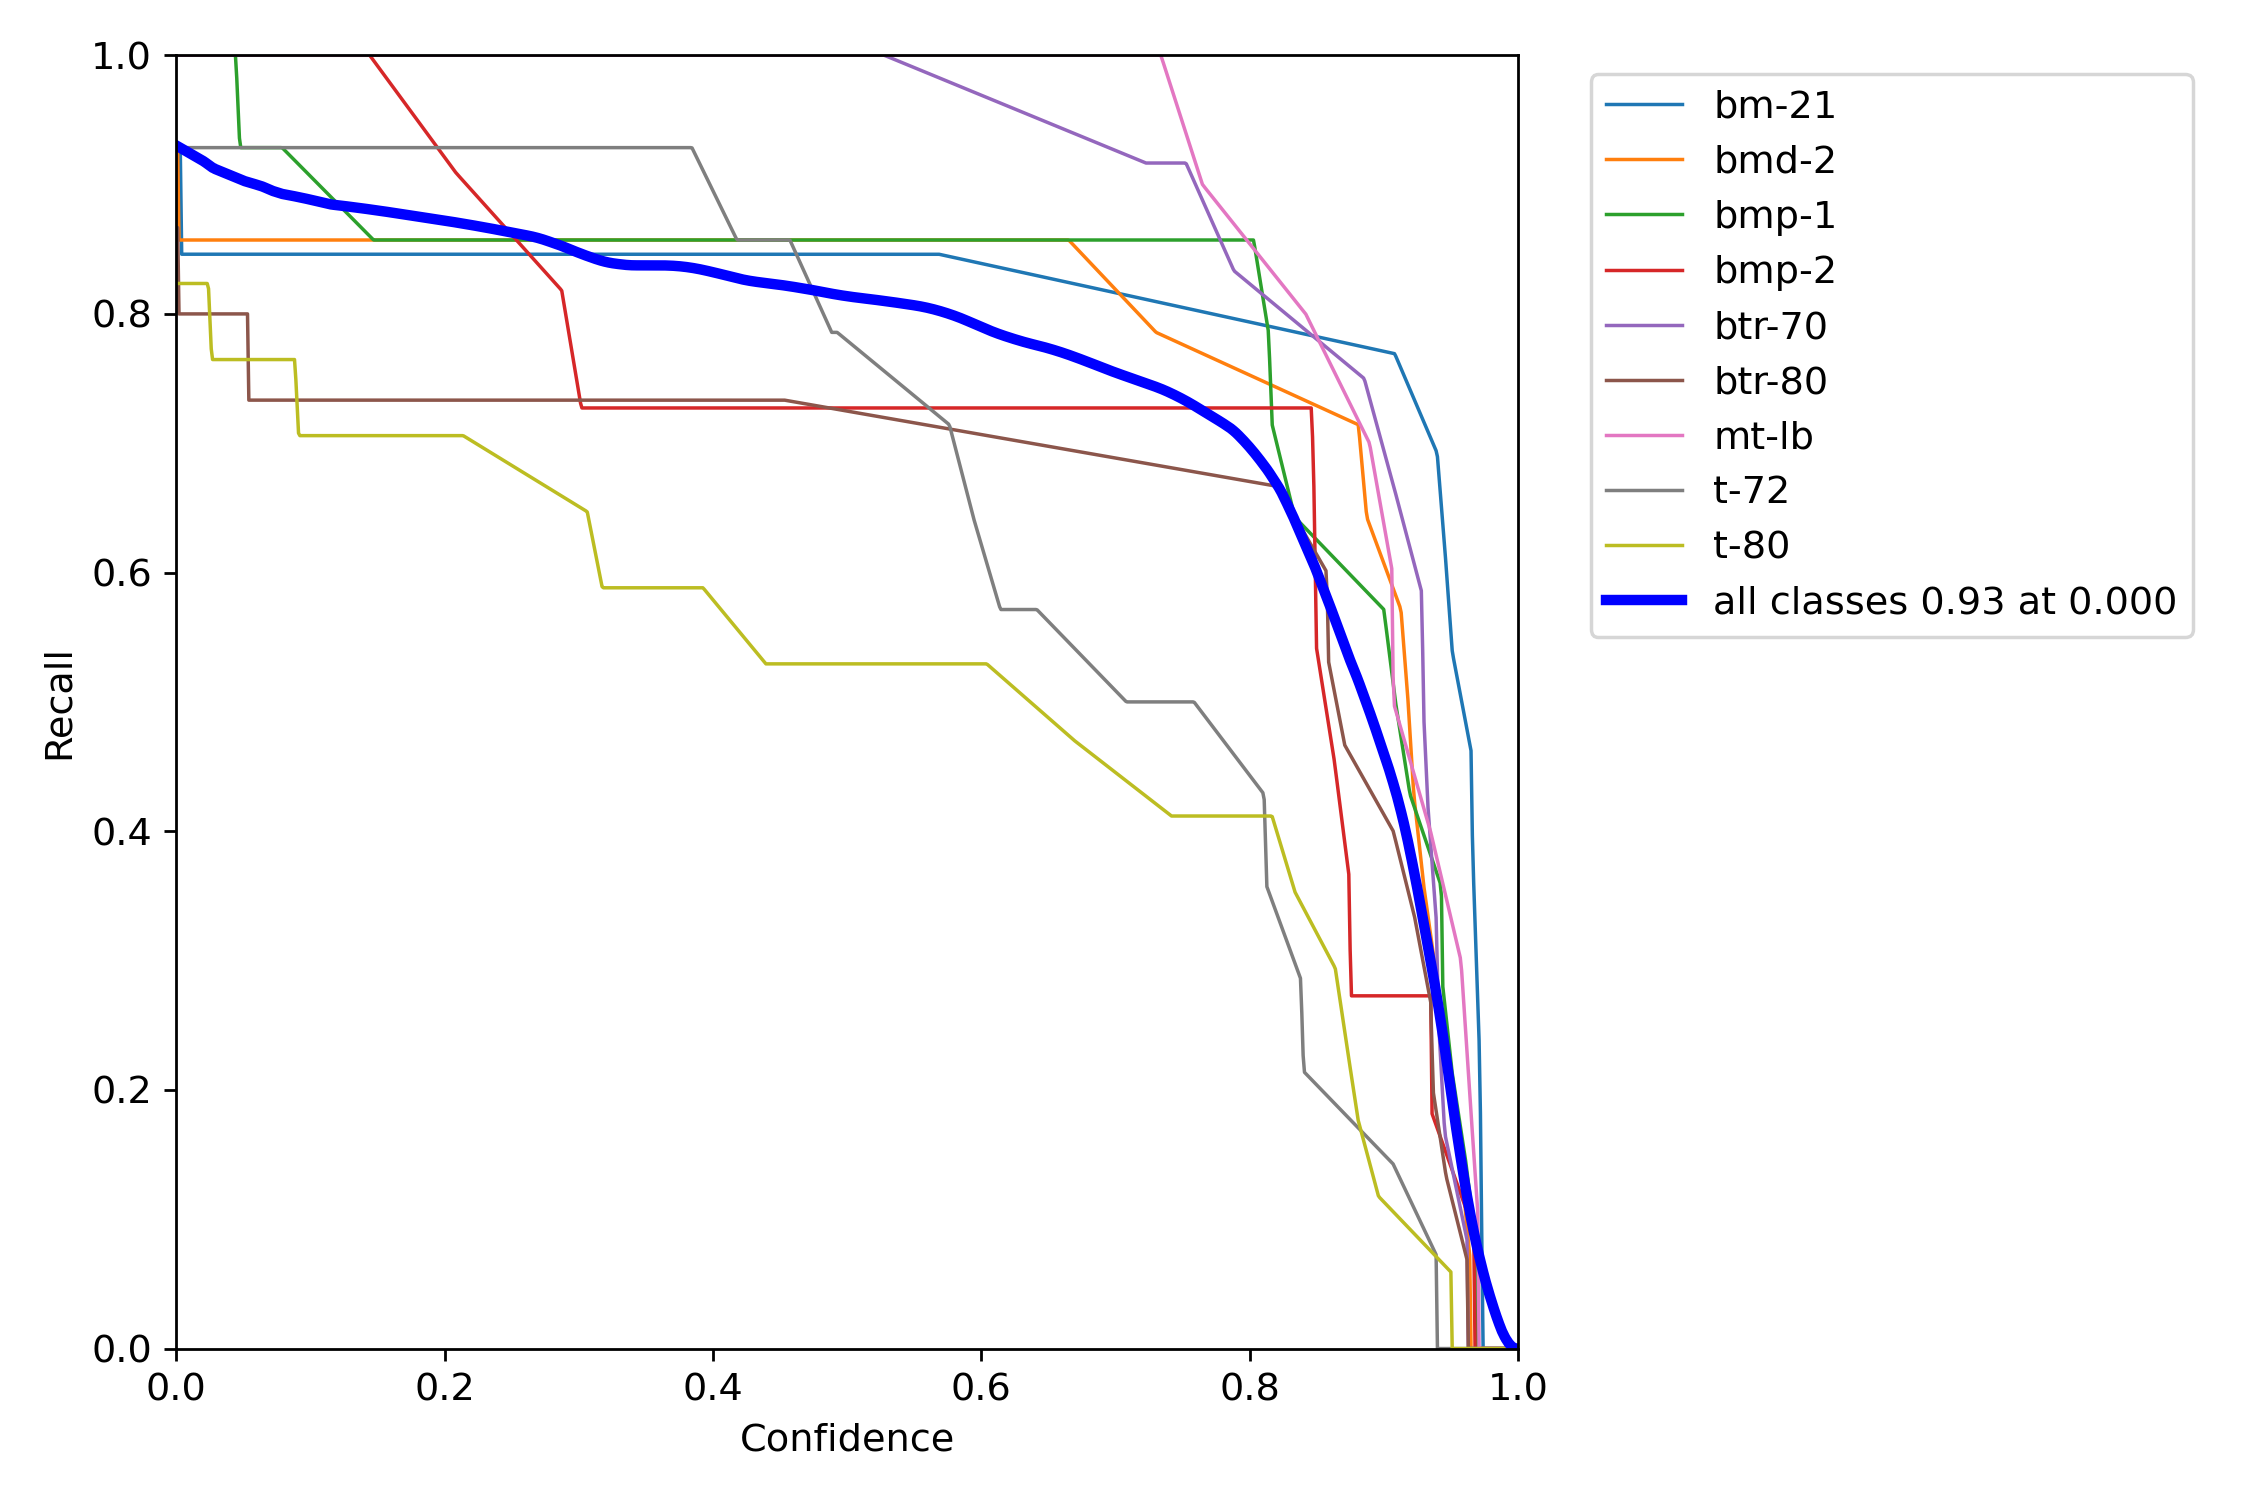 1.0
0.8
0.6
0.4
0.2
0.0
Recall
0.0 0.2 0.4 0.6 0.8 1.0
Confidence
bm-21
bmd-2
bmp-1
bmp-2
btr-70
btr-80
mt-lb
t-72
t-80
all classes 0.93 at 0.000